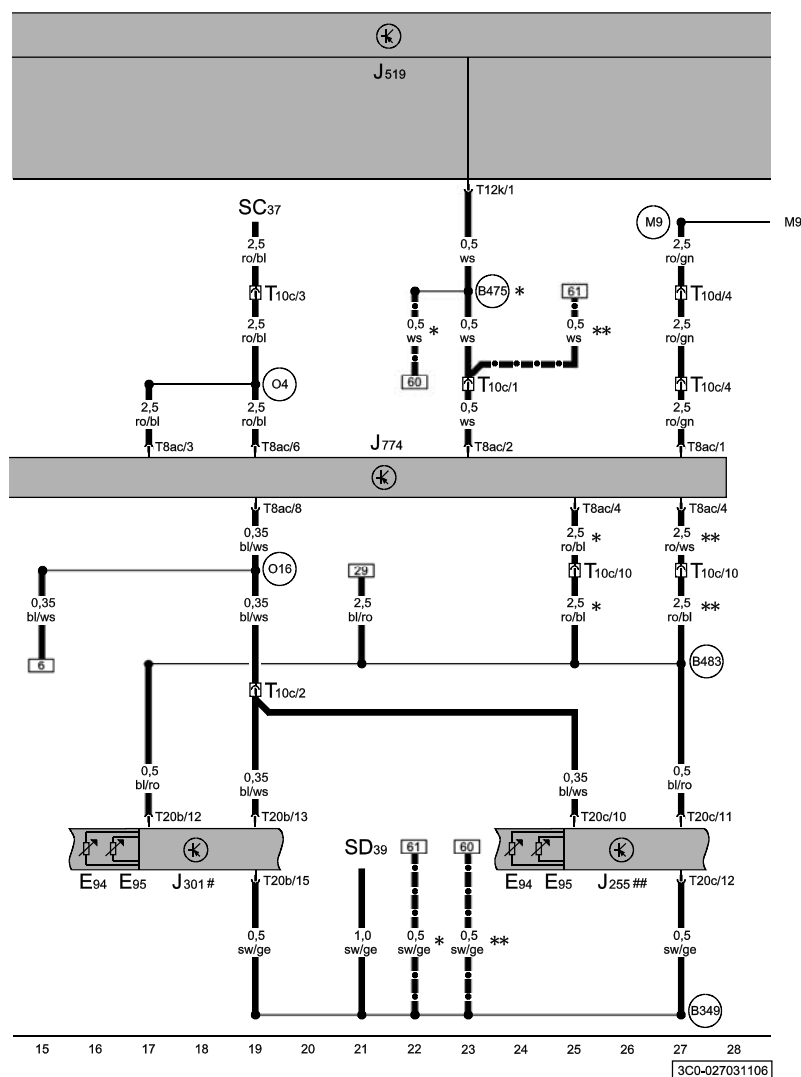 J519
T12k/1
SC37
M9
M9
2,5
ro/bl
0,5
ws
2,5
ro/gn
T10c/3
B475
*
61
T10d/4
2,5
ro/bl
0,5
ws
*
0,5
ws
0,5
ws
**
2,5
ro/gn
O4
60
T10c/1
T10c/4
2,5
ro/bl
2,5
ro/bl
0,5
ws
2,5
ro/gn
T8ac/3
T8ac/6
J774
T8ac/2
T8ac/1
T8ac/8
T8ac/4
T8ac/4
0,35
bl/ws
2,5
ro/bl
*
2,5
ro/ws
**
O16
29
T10c/10
T10c/10
0,35
bl/ws
0,35
bl/ws
2,5
bl/ro
2,5
ro/bl
*
2,5
ro/bl
**
6
B483
T10c/2
0,5
bl/ro
0,35
bl/ws
0,35
bl/ws
0,5
bl/ro
T20b/12
T20b/13
T20c/10
T20c/11
SD39
61
60
E94
E95
J301 #
T20b/15
E94
E95
J255 ##
T20c/12
0,5
sw/ge
1,0
sw/ge
0,5
sw/ge
*
0,5
sw/ge
**
0,5
sw/ge
B349
15 16 17 18 19 20 21 22 23 24 25 26 27 28
3C0-027031106